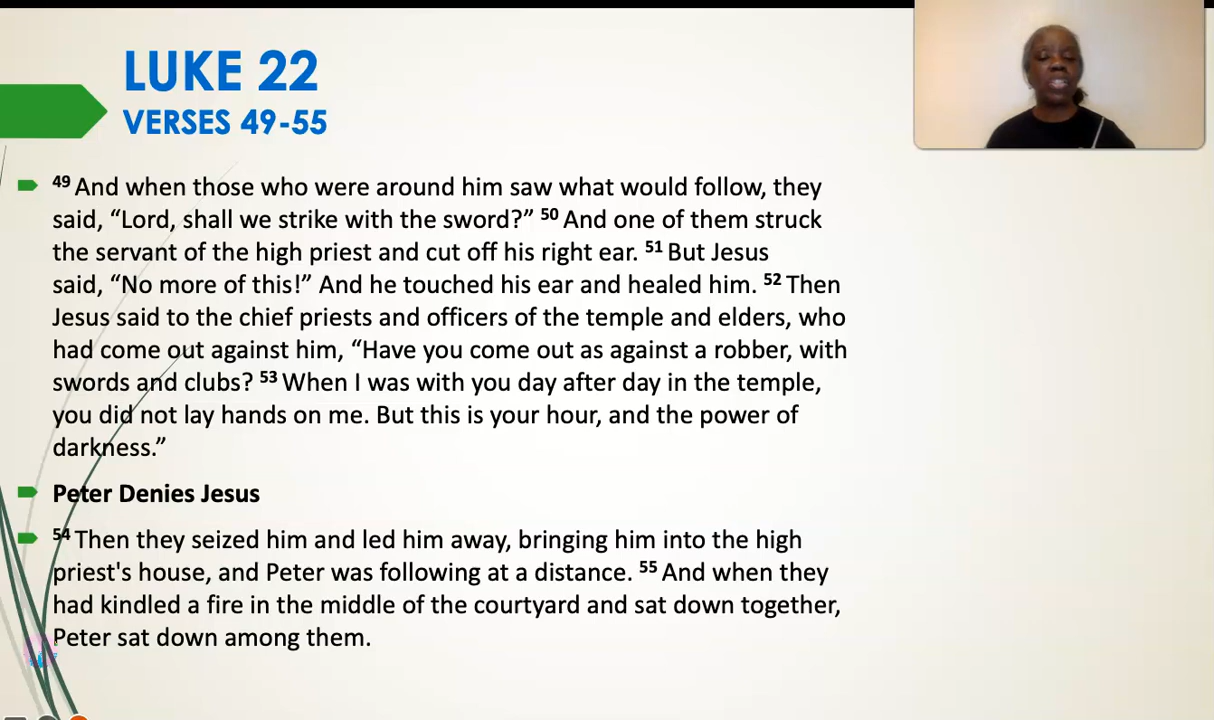 LUKE 22
VERSES 49-55
49 And when those who were around him saw what would follow, they
said, “Lord, shall we strike with the sword?” 50 And one of them struck
the servant of the high priest and cut off his right ear. 51 But Jesus
said, “No more of this!” And he touched his ear and healed him. 52 Then
Jesus said to the chief priests and officers of the temple and elders, who
had come out against him, “Have you come out as against a robber, with
swords and clubs? 53 When I was with you day after day in the temple,
you did not lay hands on me. But this is your hour, and the power of
darkness.”
Peter Denies Jesus
54 Then they seized him and led him away, bringing him into the high
priest's house, and Peter was following at a distance. 55 And when they
had kindled a fire in the middle of the courtyard and sat down together,
Peter sat down among them.